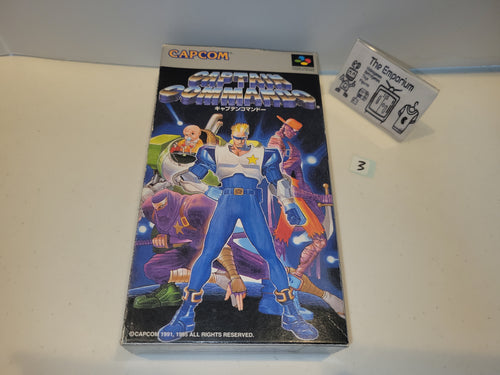 CAPCOM
CAPTAIN
COMMANDO
キャプテンコマンドー
©CAPCOM 1991, 1995 ALL RIGHTS RESERVED.
The Emporium
3